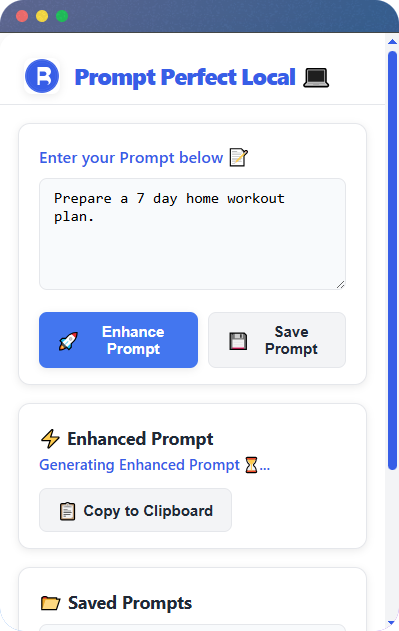 Prompt Perfect Local 💻
Enter your Prompt below 📝
Prepare a 7 day home workout
plan.
🚀 Enhance
Prompt
💾 Save
Prompt
⚡ Enhanced Prompt
Generating Enhanced Prompt ⏳...
📋 Copy to Clipboard
📂 Saved Prompts